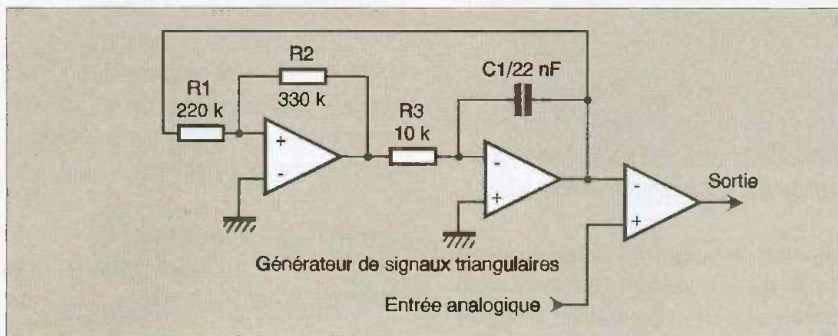 R1
220 k
R2
330 k
+
-
R3
10 k
C1/22 nF
-
+
-
+
Sortie
Générateur de signaux triangulaires
Entrée analogique